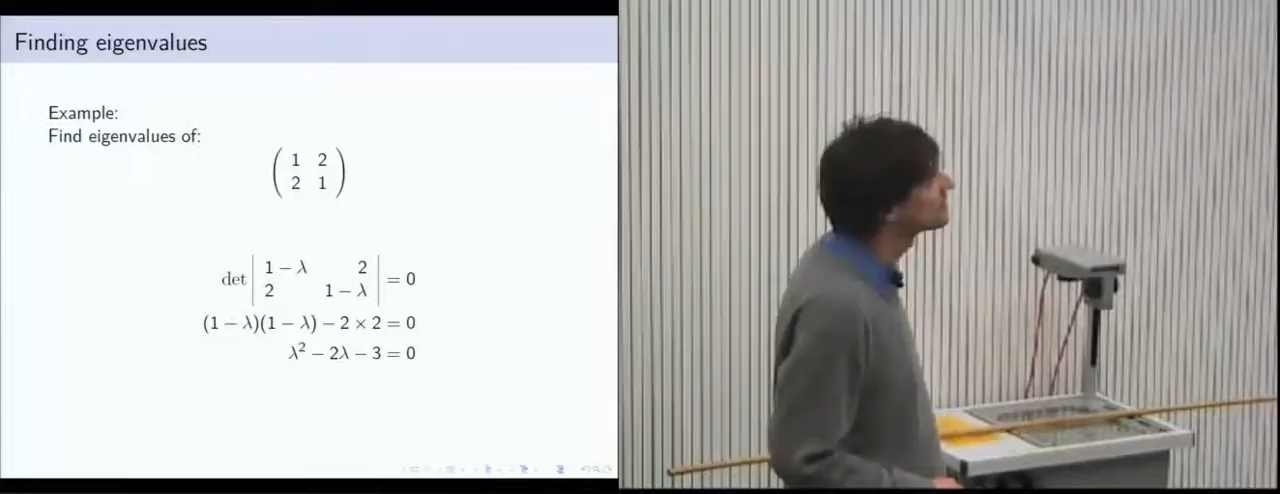 Finding eigenvalues
Example:
Find eigenvalues of:
( 1 2
2 1 )
det | 1 − λ 2
2 1 − λ | = 0
(1 − λ)(1 − λ) − 2 × 2 = 0
λ² − 2λ − 3 = 0